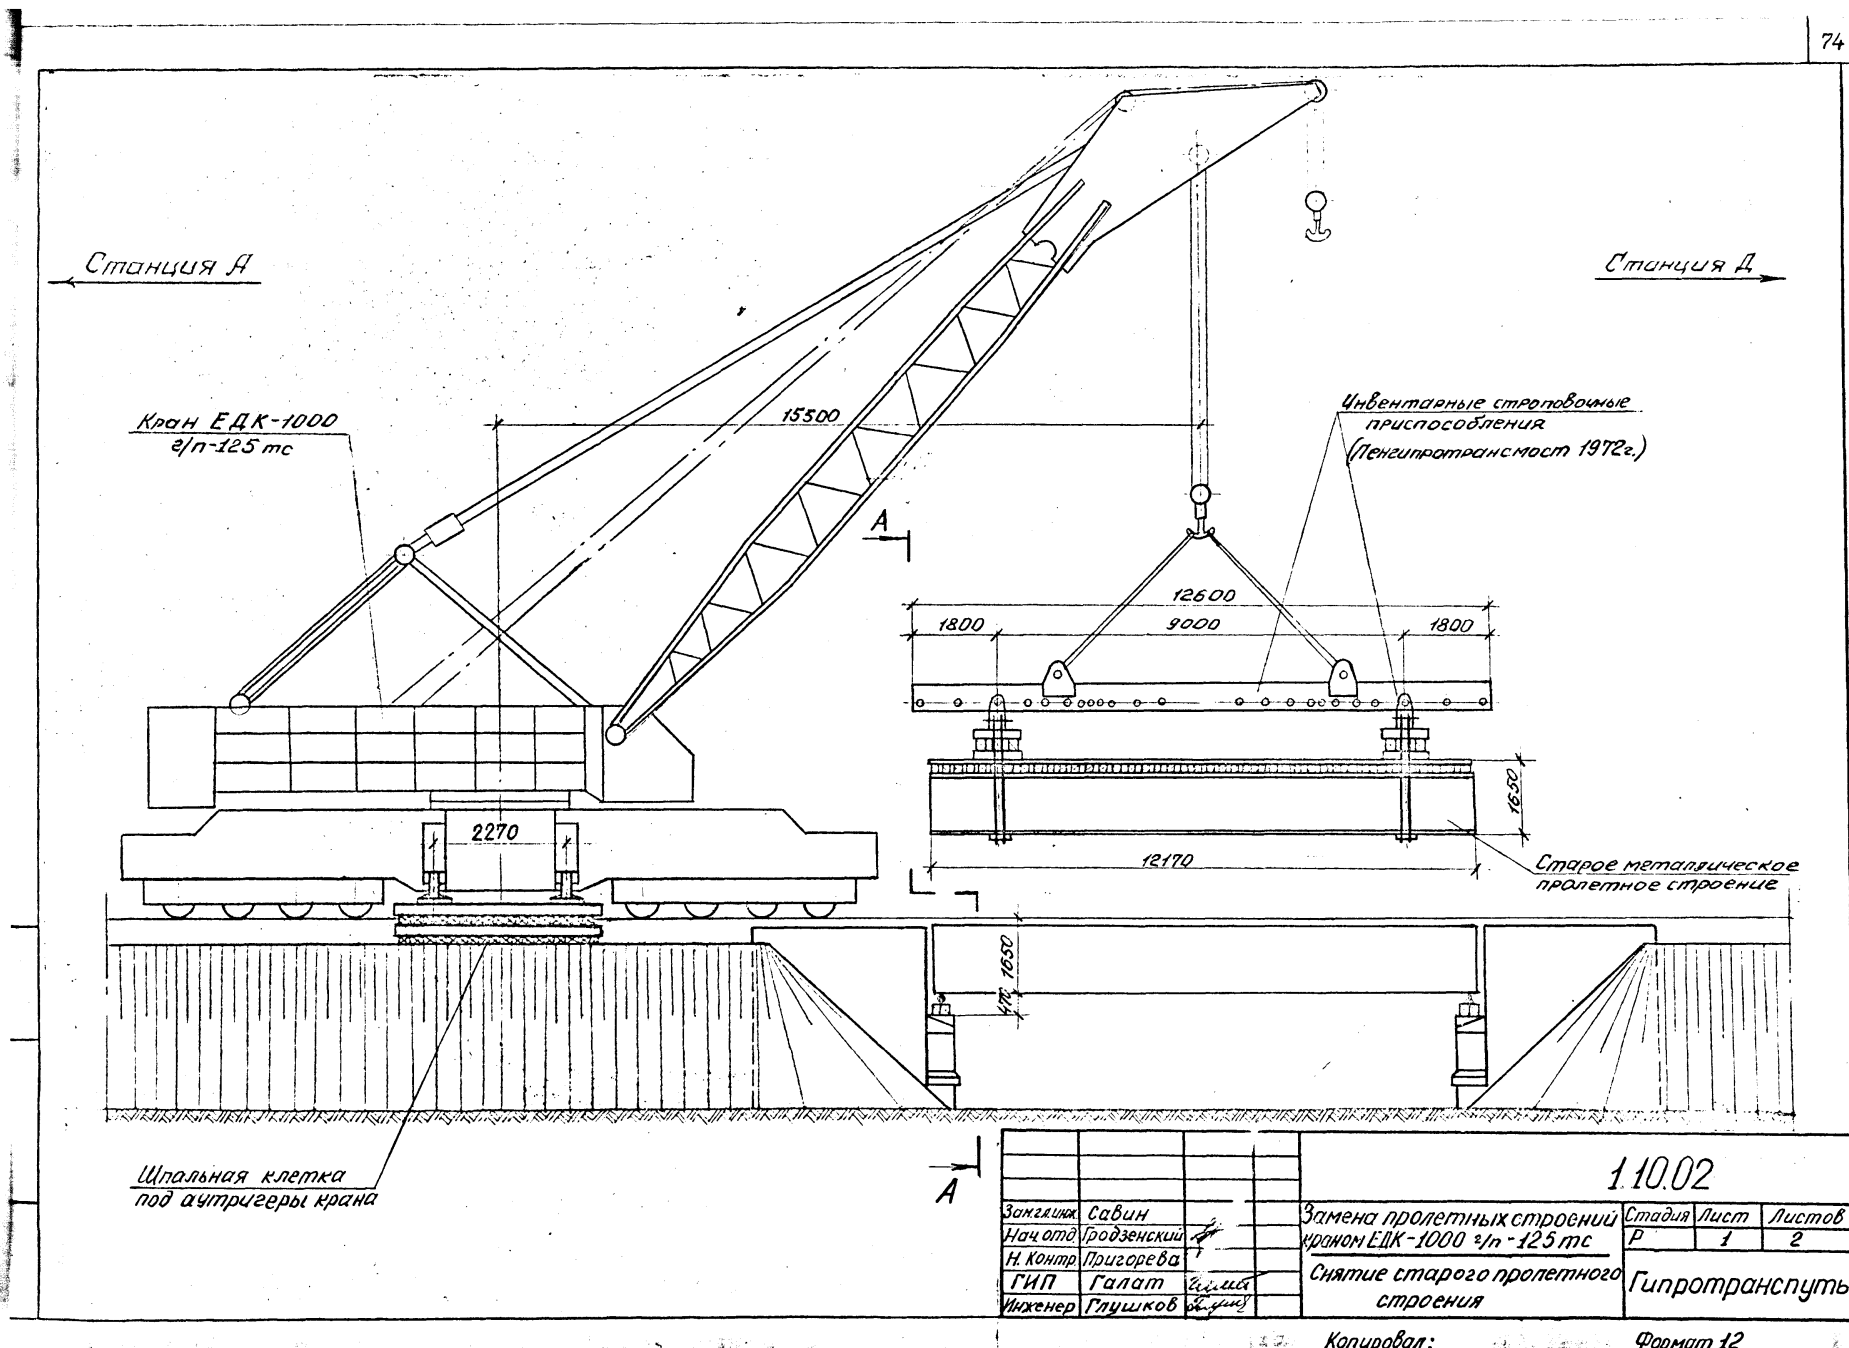 74
Станция А
Станция Д
Кран ЕДК-1000
г/п-125 тс
15500
Инвентарные строповочные
приспособления
(Ленгипротрансмост 1972г.)
А
12600
1800
9000
1800
1650
2270
12170
Старое металлическое
пролетное строение
1650
470
Шпальная клетка
под аутригеры крана
А
1.10.02
Зам.гл.инж. Савин
Нач отд Гродзенский
Н. Контр. Пригорева
ГИП Галат
Инженер Глушков
Замена пролетных строений
краном ЕДК-1000 г/п-125 тс
Снятие старого пролетного
строения
Стадия Лист Листов
Р 1 2
Гипротранспуть
Копировал:
Формат 12